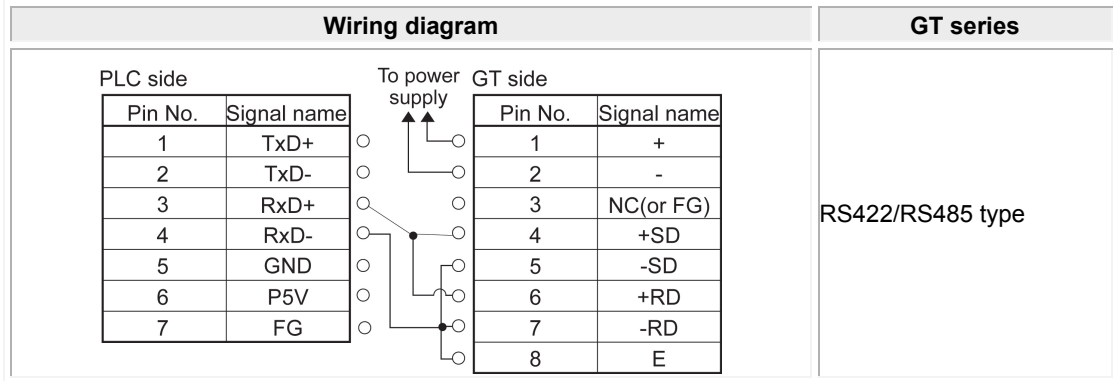 Wiring diagram GT series
PLC side To power GT side
supply
Pin No. Signal name Pin No. Signal name
1 TxD+ 1 +
2 TxD- 2 -
3 RxD+ 3 NC(or FG)
RS422/RS485 type
4 RxD- 4 +SD
5 GND 5 -SD
6 P5V 6 +RD
7 FG 7 -RD
8 E